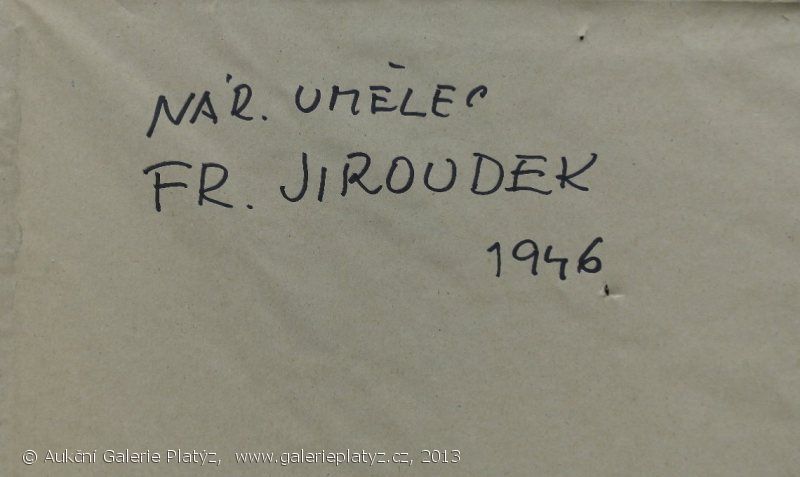 NÁR. UMĚLEC
FR. JIROUDEK
1946
© Aukční Galerie Platýz, www.galerieplatyz.cz, 2013